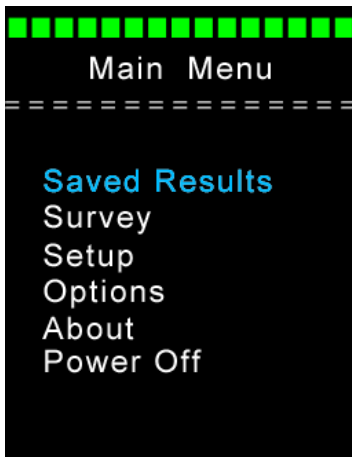 Main Menu
===============
Saved Results
Survey
Setup
Options
About
Power Off